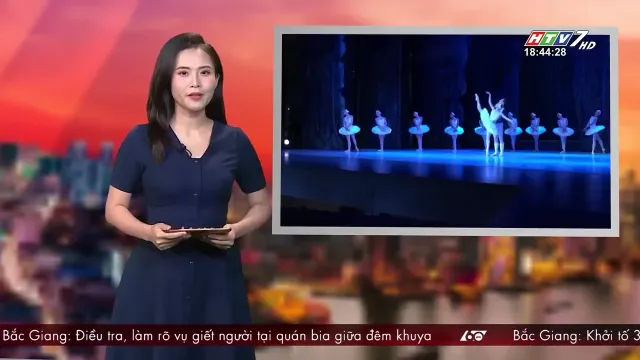 HTV7 HD
18:44:28
Bắc Giang: Điều tra, làm rõ vụ giết người tại quán bia giữa đêm khuya
Bắc Giang: Khởi tố 3